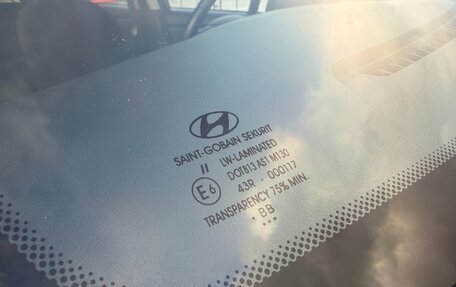 SAINT-GOBAIN SEKURIT
II LW-LAMINATED
DOT613 AS1 M130
E6 43R - 000117
TRANSPARENCY 75% MIN.
. BB